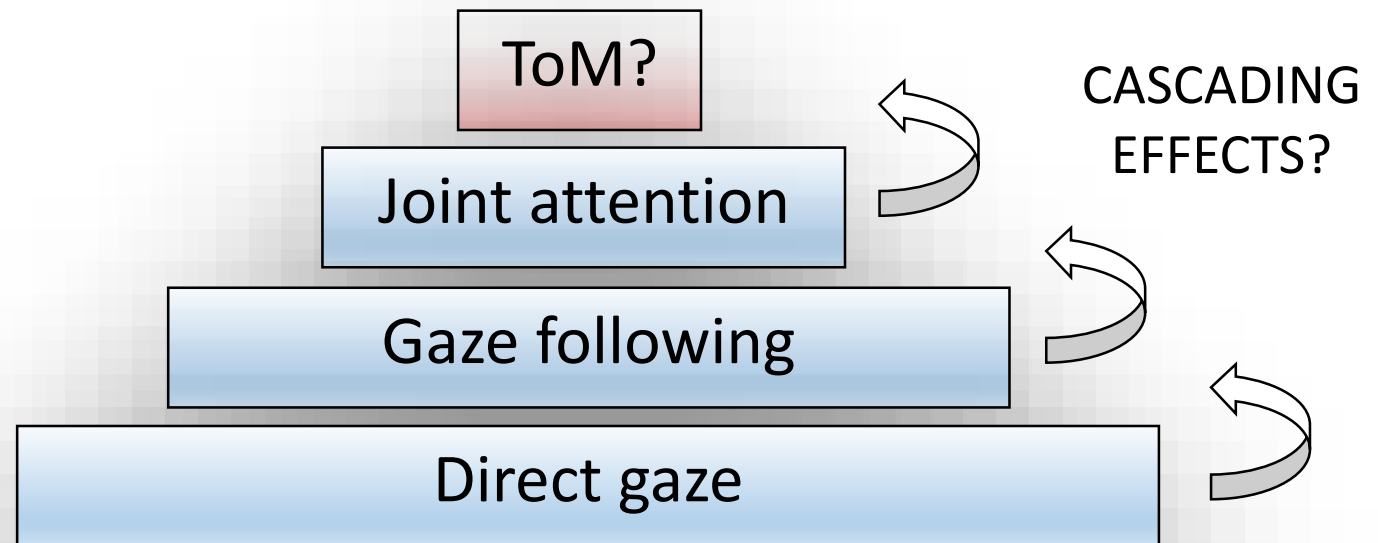 ToM?
CASCADING
EFFECTS?
Joint attention
Gaze following
Direct gaze